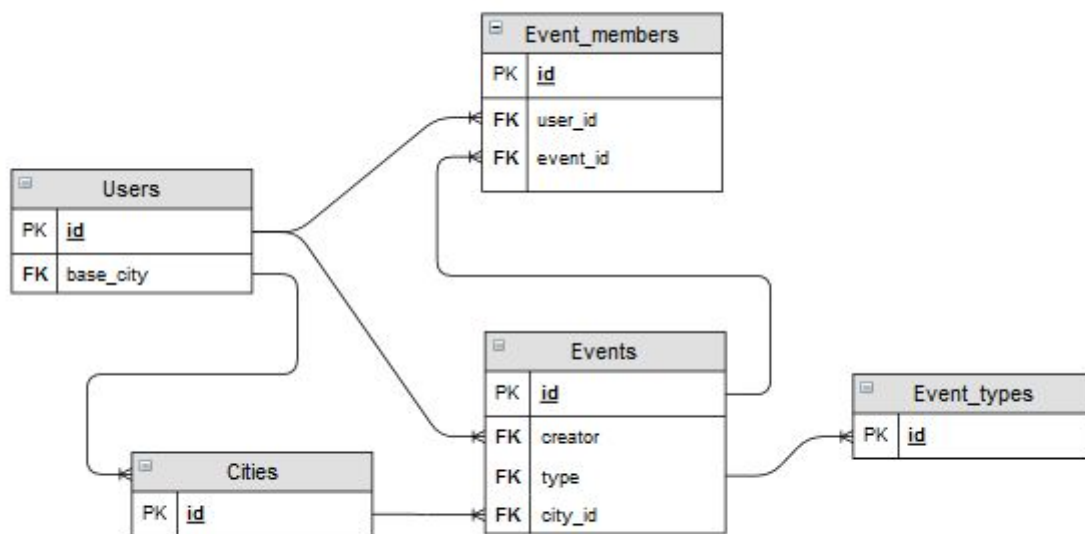 Event_members
PK id
FK user_id
FK event_id
Users
PK id
FK base_city
Events
PK id
FK creator
FK type
FK city_id
Event_types
PK id
Cities
PK id